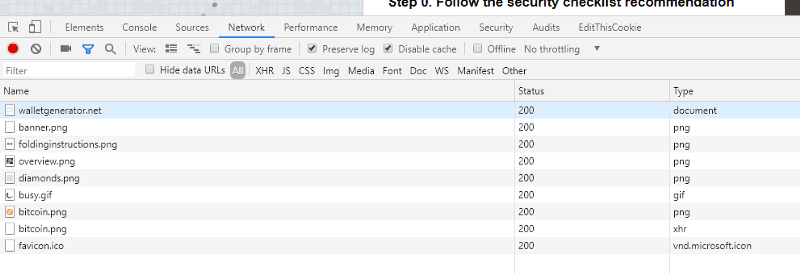 Step 0. Follow the security checklist recommendation
Elements Console Sources Network Performance Memory Application Security Audits EditThisCookie
View: Group by frame Preserve log Disable cache Offline No throttling
Filter Hide data URLs All XHR JS CSS Img Media Font Doc WS Manifest Other
Name Status Type
walletgenerator.net 200 document
banner.png 200 png
foldinginstructions.png 200 png
overview.png 200 png
diamonds.png 200 png
busy.gif 200 gif
bitcoin.png 200 png
bitcoin.png 200 xhr
favicon.ico 200 vnd.microsoft.icon